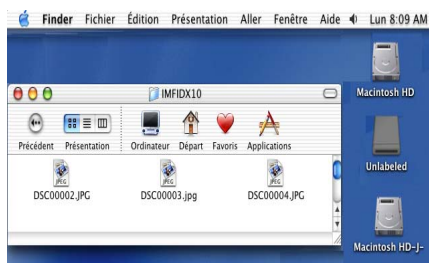 Finder Fichier Édition Présentation Aller Fenêtre Aide Lun 8:09 AM
IMFIDX10
Précédent Présentation Ordinateur Départ Favoris Applications
JPEG JPEG JPEG
DSC00002.JPG DSC00003.jpg DSC00004.JPG
Macintosh HD
Unlabeled
Macintosh HD-J-